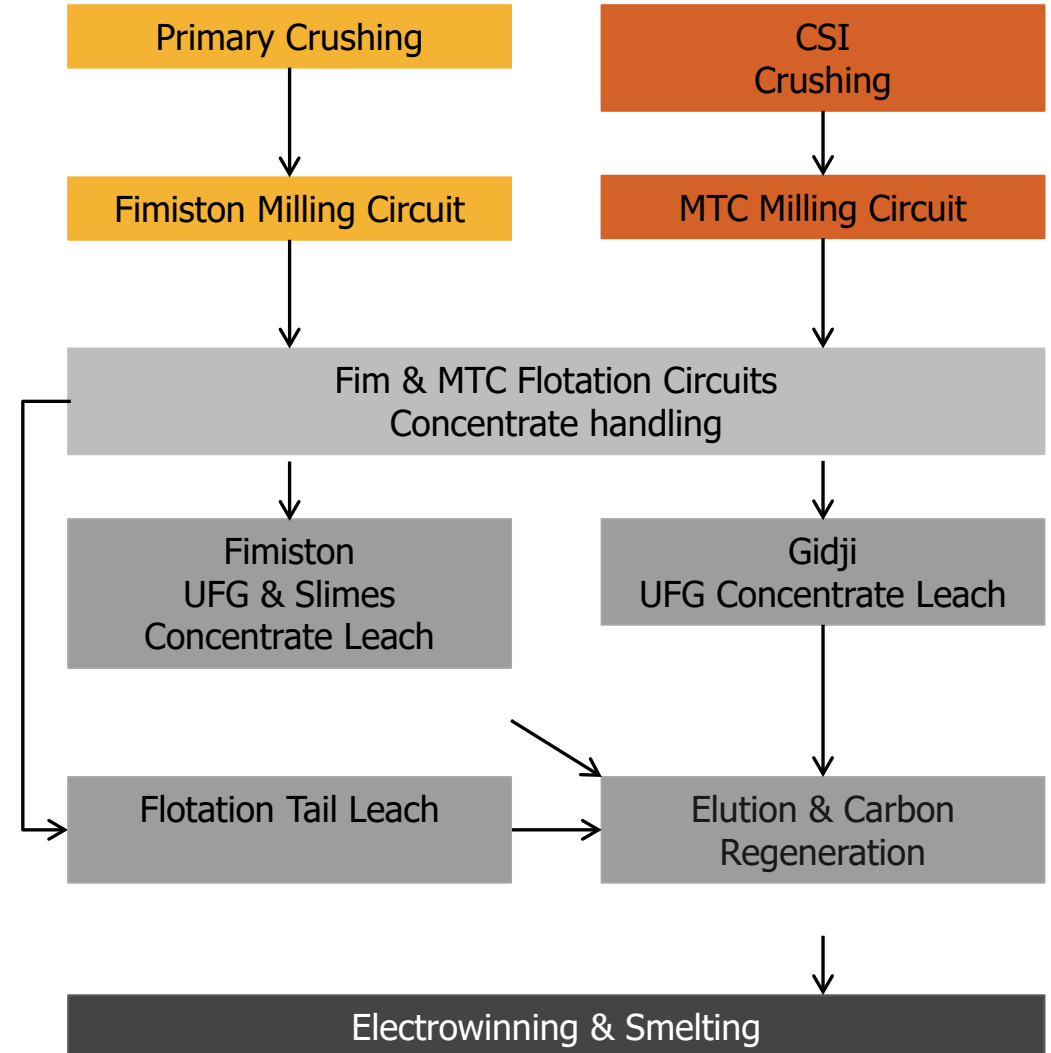 Primary Crushing
CSI
Crushing
Fimiston Milling Circuit
MTC Milling Circuit
Fim & MTC Flotation Circuits
Concentrate handling
Fimiston
UFG & Slimes
Concentrate Leach
Gidji
UFG Concentrate Leach
Flotation Tail Leach
Elution & Carbon
Regeneration
Electrowinning & Smelting